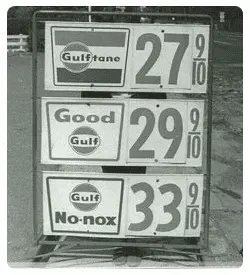 Gulftane 27 9/10
Good
Gulf 29 9/10
Gulf
No-nox 33 9/10